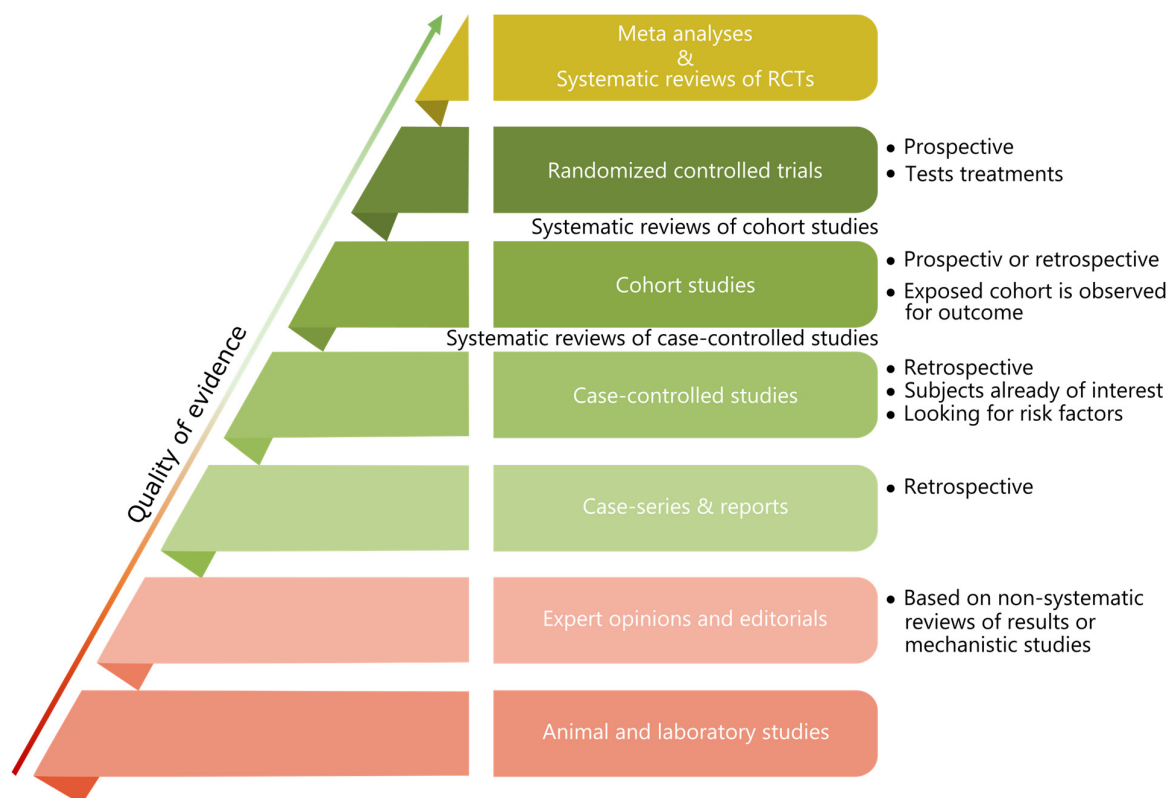 Meta analyses
&
Systematic reviews of RCTs
Randomized controlled trials
• Prospective
• Tests treatments
Systematic reviews of cohort studies
Cohort studies
• Prospectiv or retrospective
• Exposed cohort is observed
for outcome
Systematic reviews of case-controlled studies
Case-controlled studies
• Retrospective
• Subjects already of interest
• Looking for risk factors
Quality of evidence
Case-series & reports
• Retrospective
Expert opinions and editorials
• Based on non-systematic
reviews of results or
mechanistic studies
Animal and laboratory studies